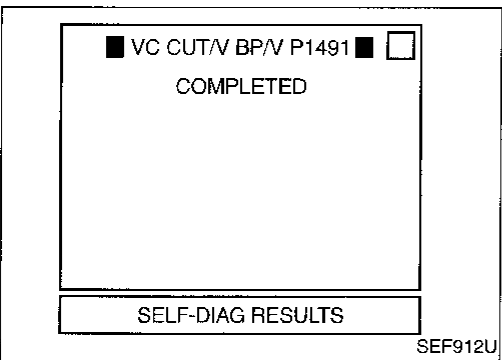 ■ VC CUT/V BP/V P1491 ■ □
COMPLETED
SELF-DIAG RESULTS
SEF912U